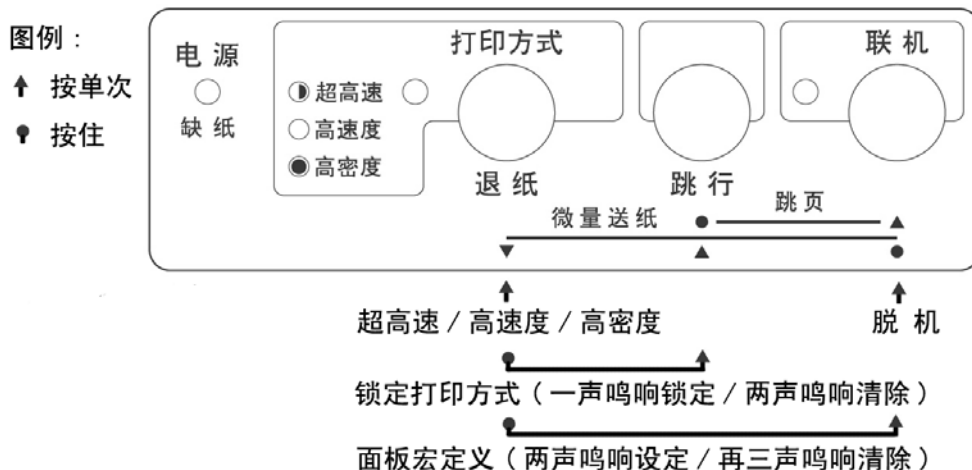 图例：
按单次
按住
电 源
缺 纸
打印方式
超高速
高速度
高密度
退 纸
跳 行
联 机
跳页
微量送纸
超高速 / 高速度 / 高密度
脱 机
锁定打印方式（一声鸣响锁定 / 两声鸣响清除）
面板宏定义（两声鸣响设定 / 再三声鸣响清除）